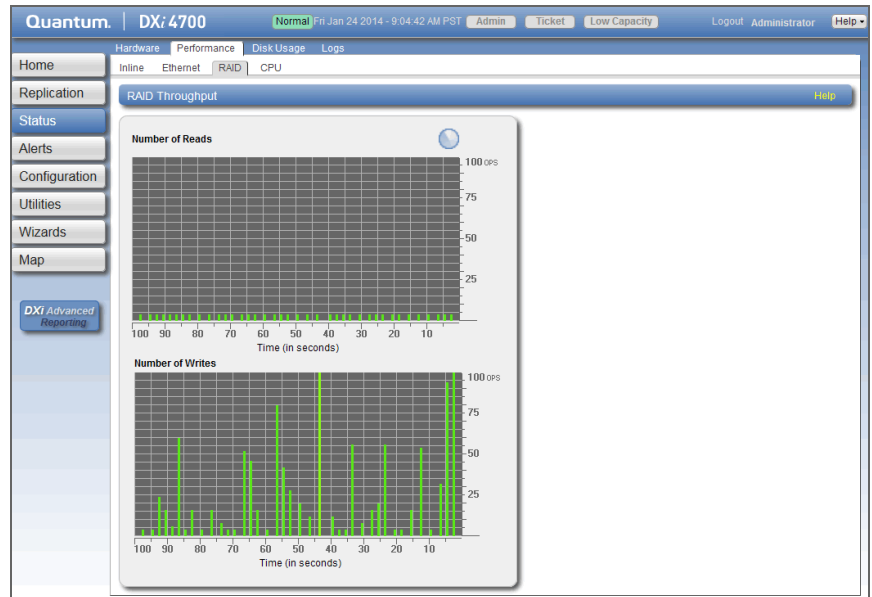 Quantum. DXi 4700 Normal Fri Jan 24 2014 - 9:04:42 AM PST Admin Ticket Low Capacity Logout Administrator Help
Hardware Performance Disk Usage Logs
Inline Ethernet RAID CPU
Home
Replication
Status
Alerts
Configuration
Utilities
Wizards
Map
DXi Advanced
Reporting
RAID Throughput Help
Number of Reads
100 OPS
75
50
25
100 90 80 70 60 50 40 30 20 10
Time (in seconds)
Number of Writes
100 OPS
75
50
25
100 90 80 70 60 50 40 30 20 10
Time (in seconds)